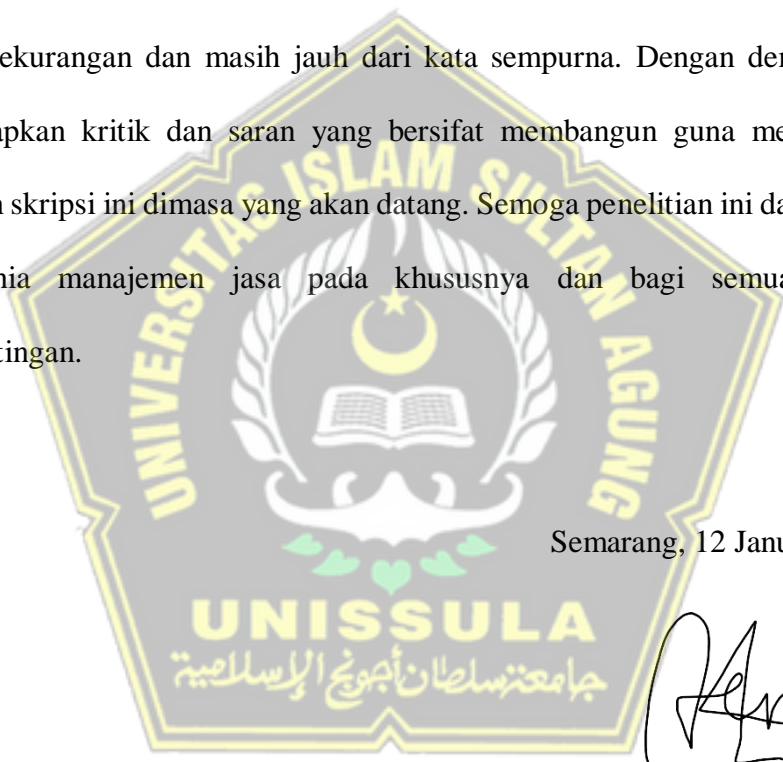 ekurangan dan masih jauh dari kata sempurna. Dengan der
apkan kritik dan saran yang bersifat membangun guna me
n skripsi ini dimasa yang akan datang. Semoga penelitian ini da
nia manajemen jasa pada khususnya dan bagi semua
tingan.
UNIVERSITAS ISLAM SULTAN AGUNG
Semarang, 12 Janu
UNISSULA
جامعة سلطان أجونج الإسلامية